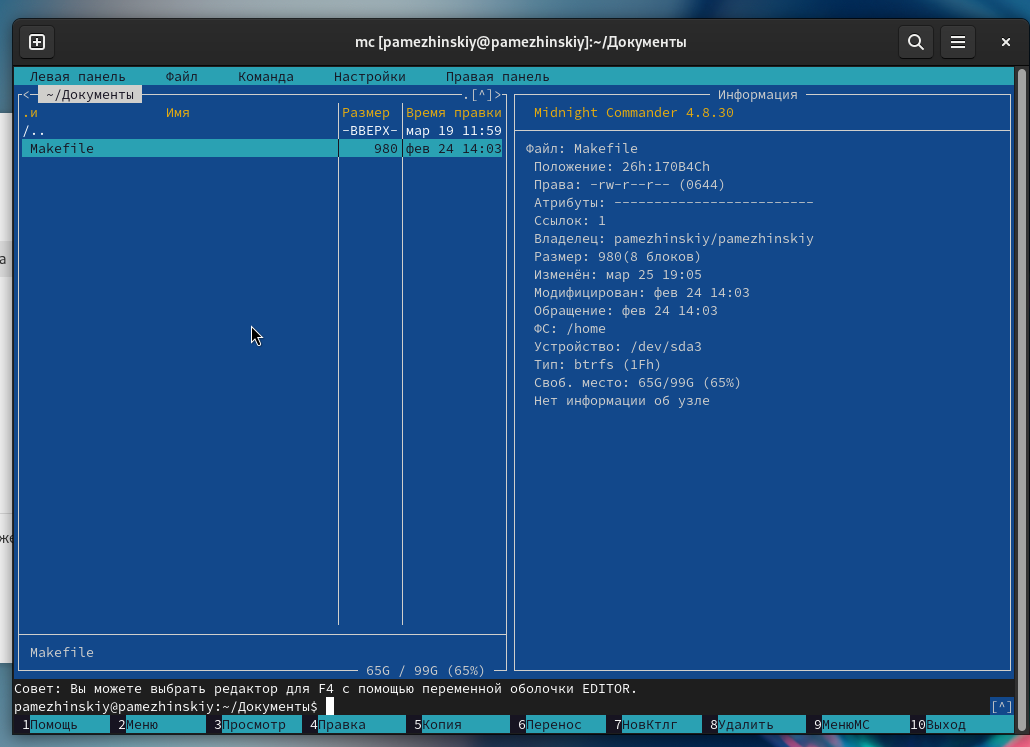 mc [pamezhinskiy@pamezhinskiy]:~/Документы
Левая панель Файл Команда Настройки Правая панель
<─ ~/Документы .[^]>
.и Имя Размер Время правки
/.. -ВВЕРХ- мар 19 11:59
Makefile 980 фев 24 14:03
Makefile
65G / 99G (65%)
Информация
Midnight Commander 4.8.30
Файл: Makefile
Положение: 26h:170B4Ch
Права: -rw-r--r-- (0644)
Атрибуты: -------------------------
Ссылок: 1
Владелец: pamezhinskiy/pamezhinskiy
Размер: 980(8 блоков)
Изменён: мар 25 19:05
Модифицирован: фев 24 14:03
Обращение: фев 24 14:03
ФС: /home
Устройство: /dev/sda3
Тип: btrfs (1Fh)
Своб. место: 65G/99G (65%)
Нет информации об узле
Совет: Вы можете выбрать редактор для F4 с помощью переменной оболочки EDITOR.
pamezhinskiy@pamezhinskiy:~/Документы$ [^]
1Помощь 2Меню 3Просмотр 4Правка 5Копия 6Перенос 7НовКтлг 8Удалить 9МенюMC 10Выход